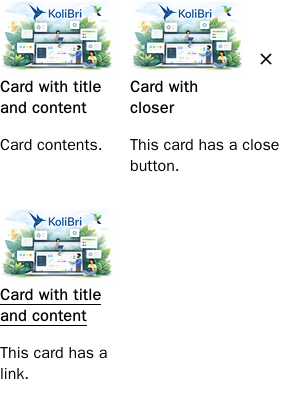 KoliBri
Card with title
and content
Card contents.
KoliBri
Card with
closer
This card has a close
button.
KoliBri
Card with title
and content
This card has a
link.